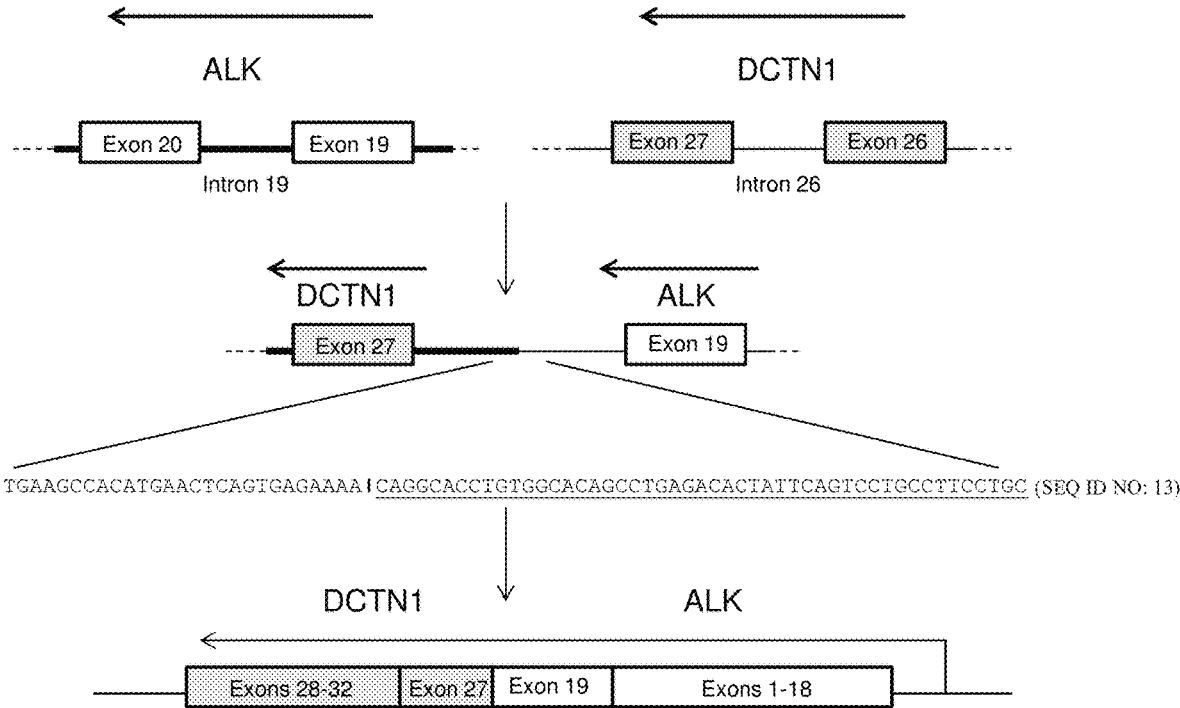 ALK DCTN1
Exon 20 Exon 19 Exon 27 Exon 26
Intron 19 Intron 26
DCTN1 ALK
Exon 27 Exon 19
TGAAGCCACATGAACTCAGTGAGAAAA CAGGCACCTGTGGCACAGCCTGAGACACTATTCAGTCCTGCCTTCCTGC (SEQ ID NO: 13)
DCTN1 ALK
Exons 28-32 Exon 27 Exon 19 Exons 1-18